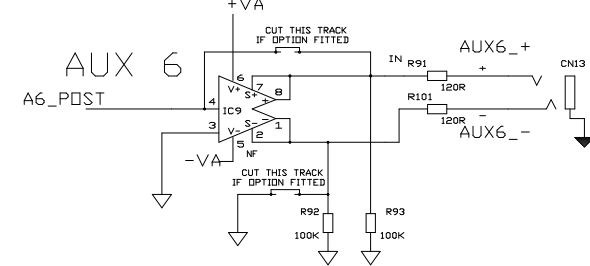 +VA
CUT THIS TRACK
IF OPTION FITTED
AUX 6
IN
R91
AUX6_+
CN13
6
V+
S+
7
8
+
120R
+
A6_POST
4
IC9
+
R101
3
-
1
S-
2
V-
120R
-
AUX6_-
5
NF
-VA
CUT THIS TRACK
IF OPTION FITTED
R92
R93
100K
100K